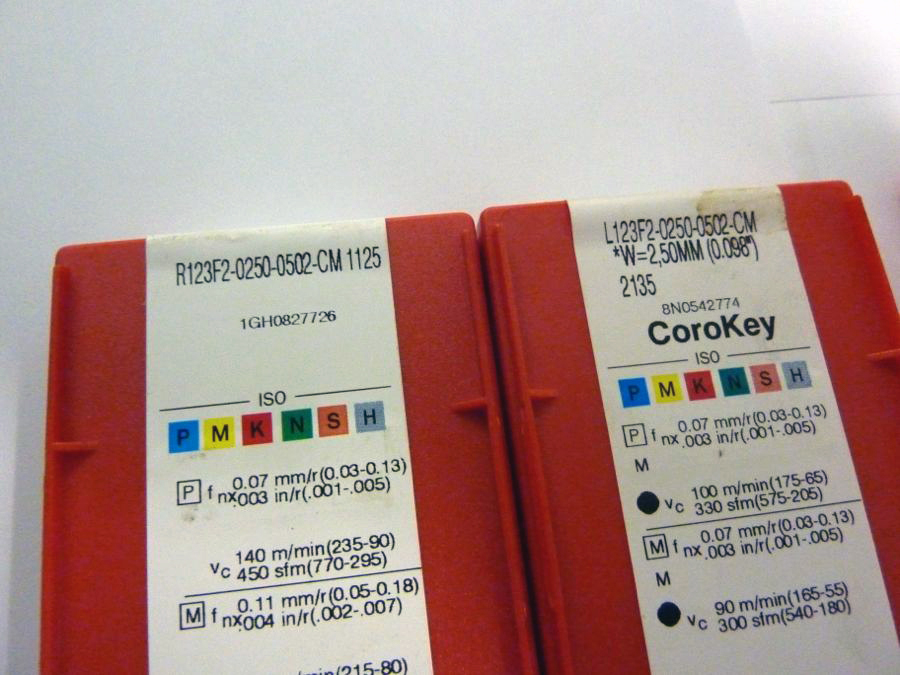 R123F2-0250-0502-CM 1125
1GH0827726
ISO
P M K N S H
P f nx 0.07 mm/r(0.03-0.13)
.003 in/r(.001-.005)
vc 140 m/min(235-90)
450 sfm(770-295)
M f nx 0.11 mm/r(0.05-0.18)
.004 in/r(.002-.007)
/min(215-80)
L123F2-0250-0502-CM
*W=2,50MM (0.098")
2135
8N0542774
CoroKey
ISO
P M K N S H
P f nx 0.07 mm/r(0.03-0.13)
.003 in/r(.001-.005)
M
vc 100 m/min(175-65)
330 sfm(575-205)
M f nx 0.07 mm/r(0.03-0.13)
.003 in/r(.001-.005)
M
vc 90 m/min(165-55)
300 sfm(540-180)